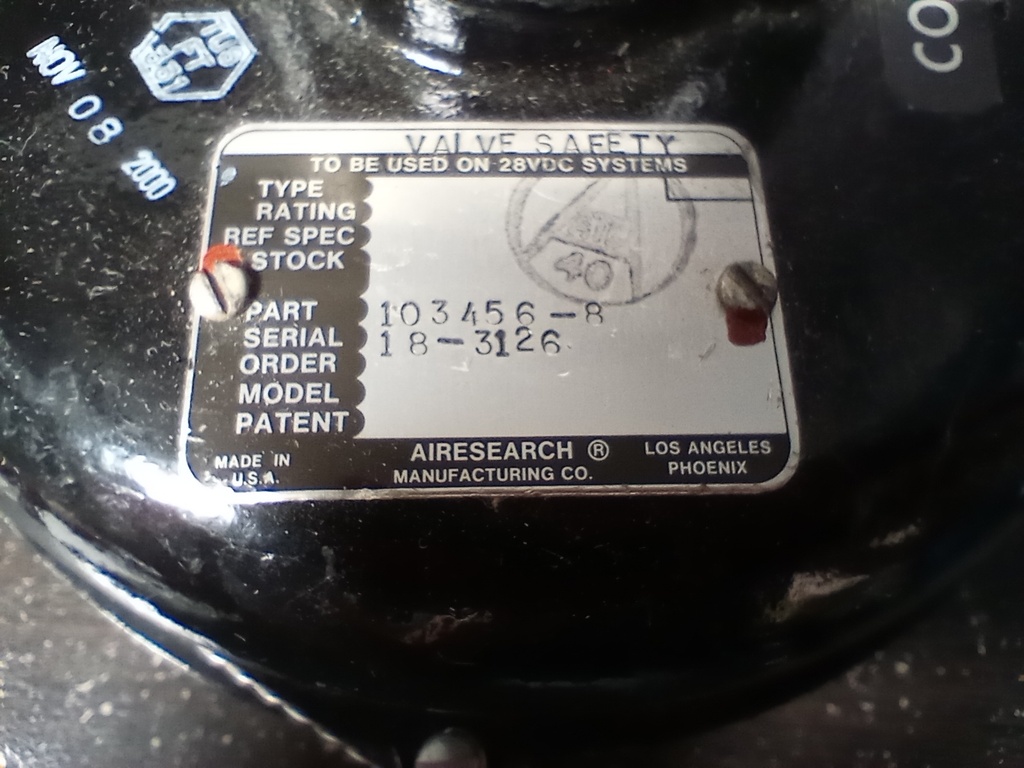 NOV 08 2000
FT
CO
VALVE SAFETY
TO BE USED ON 28VDC SYSTEMS
TYPE
RATING
REF SPEC
STOCK
40
PART 103456-8
SERIAL 18-3126
ORDER
MODEL
PATENT
MADE IN
U.S.A.
AIRESEARCH ®
MANUFACTURING CO.
LOS ANGELES
PHOENIX